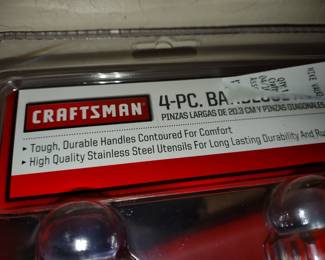 CRAFTSMAN
4-PC.
PINZAS LARGAS DE 20,3 CM Y PINZAS DIAGONALES
• Tough, Durable Handles Contoured For Comfort
• High Quality Stainless Steel Utensils For Long Lasting Durability And